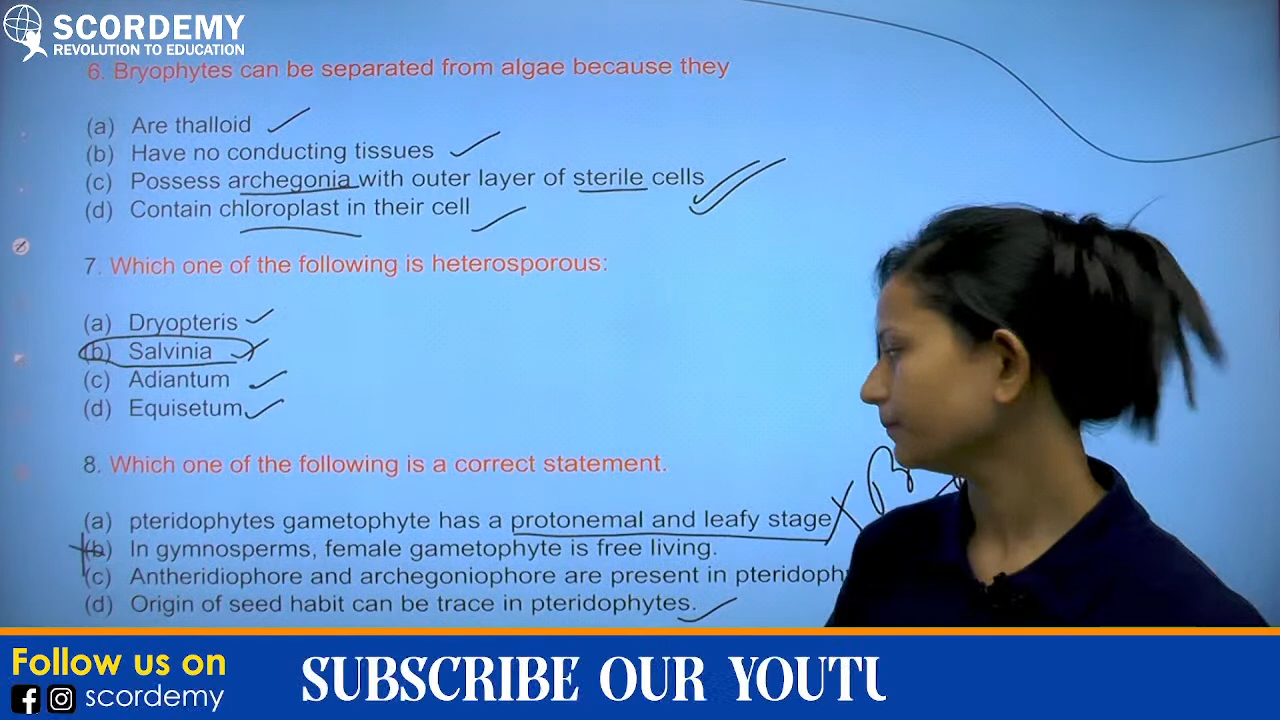 SCORDEMY
REVOLUTION TO EDUCATION
6. Bryophytes can be separated from algae because they
(a) Are thalloid
(b) Have no conducting tissues
(c) Possess archegonia with outer layer of sterile cells
(d) Contain chloroplast in their cell
7. Which one of the following is heterosporous:
(a) Dryopteris
(b) Salvinia
(c) Adiantum
(d) Equisetum
8. Which one of the following is a correct statement.
(a) pteridophytes gametophyte has a protonemal and leafy stage
(b) In gymnosperms, female gametophyte is free living.
(c) Antheridiophore and archegoniophore are present in pteridoph
(d) Origin of seed habit can be trace in pteridophytes.
Follow us on
scordemy
SUBSCRIBE OUR YOUTU